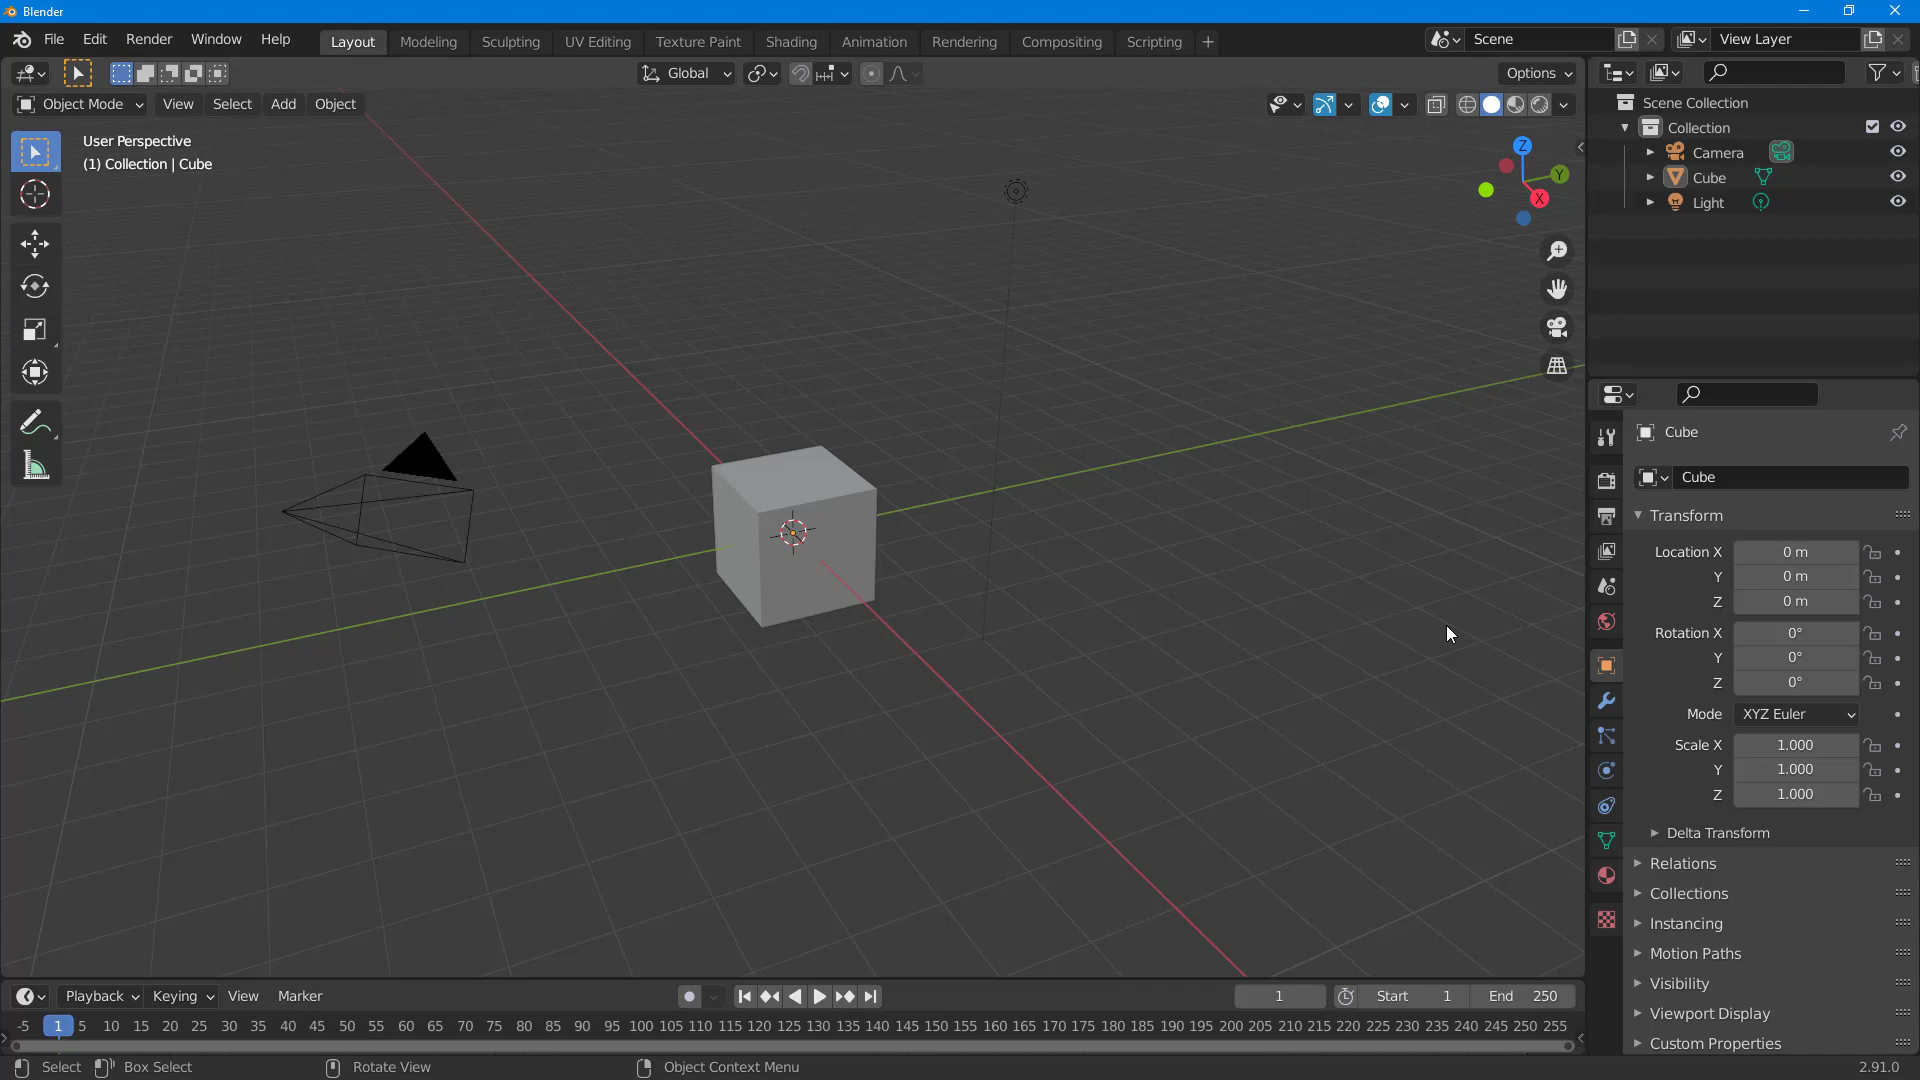 Blender
File Edit Render Window Help Layout Modeling Sculpting UV Editing Texture Paint Shading Animation Rendering Compositing Scripting + Scene View Layer
Global Options
Object Mode View Select Add Object
User Perspective
(1) Collection | Cube
Z
Y
X
Scene Collection
Collection
Camera
Cube
Light
Cube
Cube
Transform
Location X 0 m
Y 0 m
Z 0 m
Rotation X 0°
Y 0°
Z 0°
Mode XYZ Euler
Scale X 1.000
Y 1.000
Z 1.000
Delta Transform
Relations
Collections
Instancing
Motion Paths
Visibility
Viewport Display
Custom Properties
Playback Keying View Marker 1 Start 1 End 250
-5 1 5 10 15 20 25 30 35 40 45 50 55 60 65 70 75 80 85 90 95 100 105 110 115 120 125 130 135 140 145 150 155 160 165 170 175 180 185 190 195 200 205 210 215 220 225 230 235 240 245 250 255
Select Box Select Rotate View Object Context Menu 2.91.0